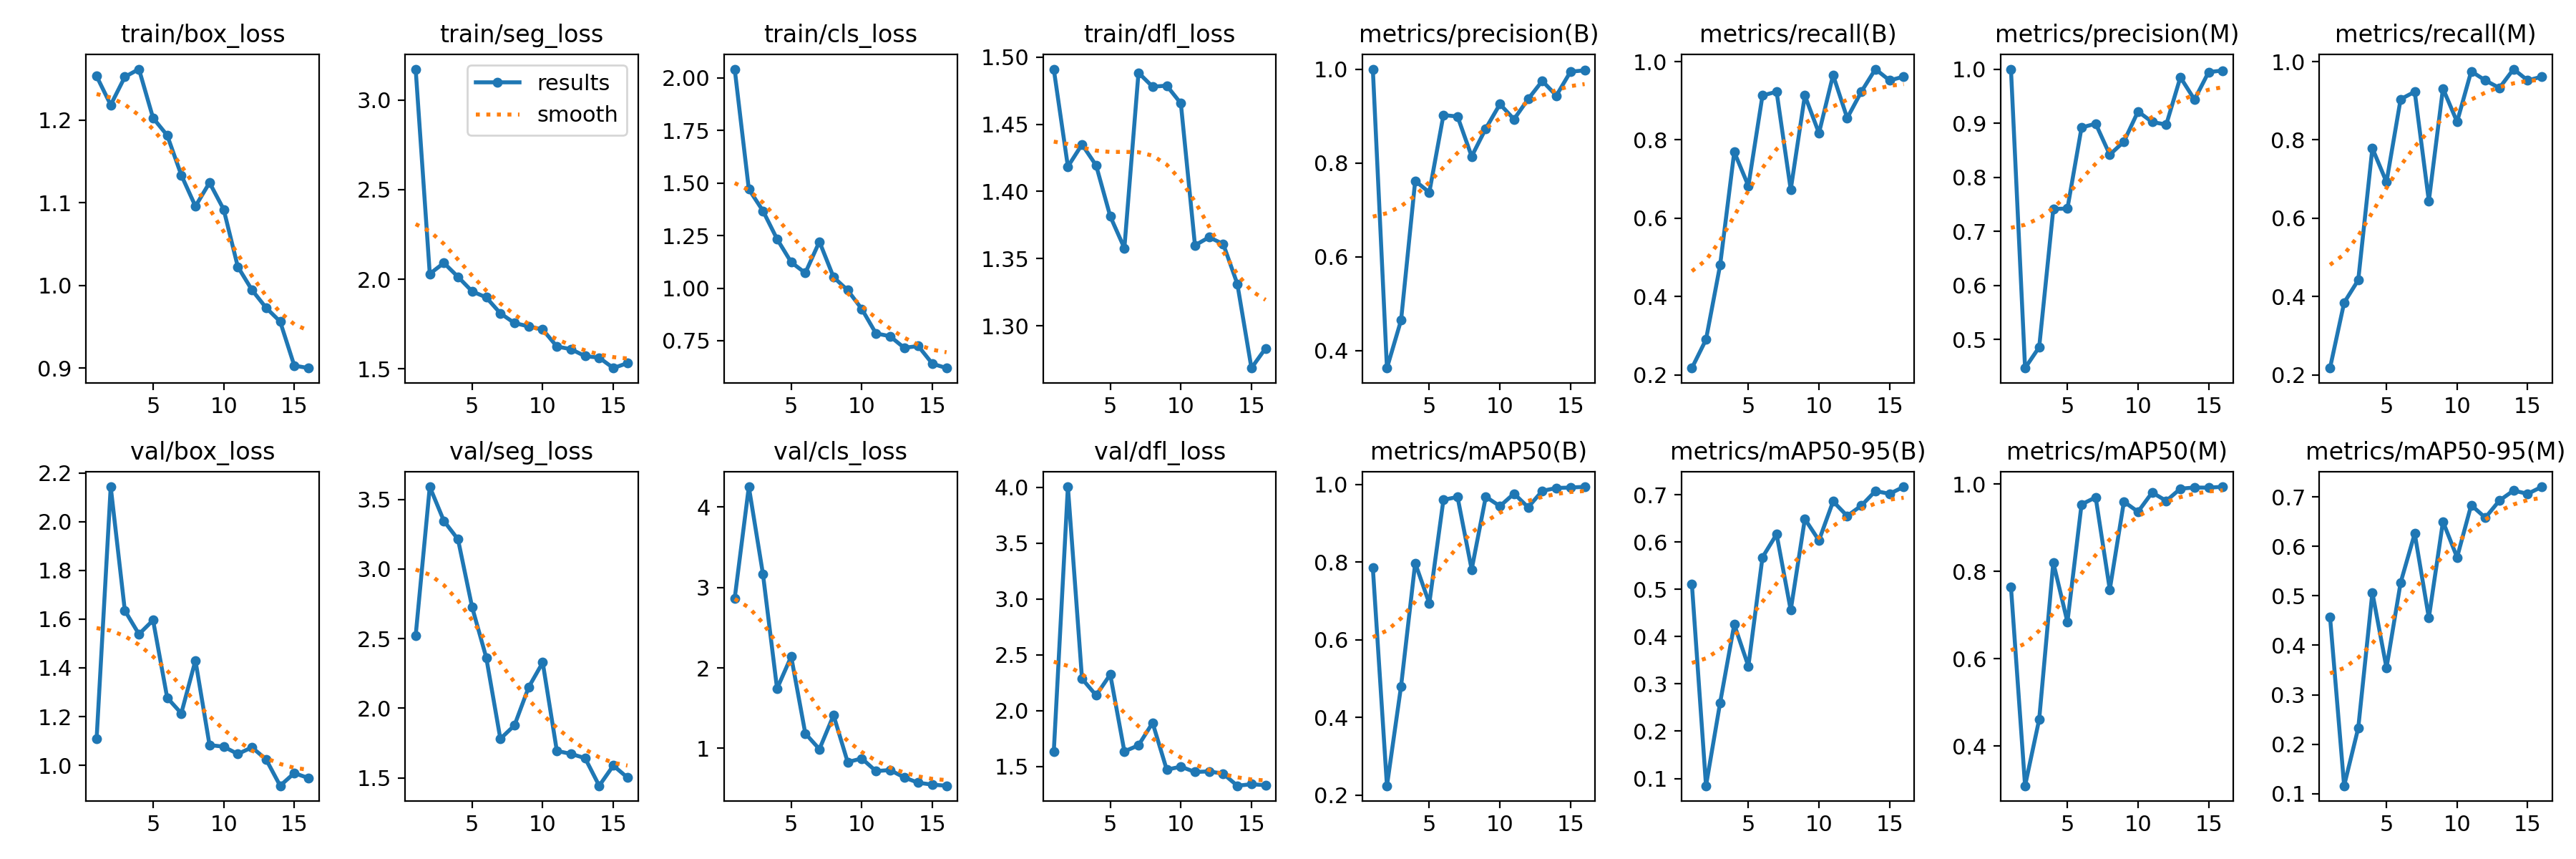 train/box_loss
1.2
1.1
1.0
0.9
5 10 15
train/seg_loss
results
smooth
3.0
2.5
2.0
1.5
5 10 15
train/cls_loss
2.00
1.75
1.50
1.25
1.00
0.75
5 10 15
train/dfl_loss
1.50
1.45
1.40
1.35
1.30
5 10 15
metrics/precision(B)
1.0
0.8
0.6
0.4
5 10 15
metrics/recall(B)
1.0
0.8
0.6
0.4
0.2
5 10 15
metrics/precision(M)
1.0
0.9
0.8
0.7
0.6
0.5
5 10 15
metrics/recall(M)
1.0
0.8
0.6
0.4
0.2
5 10 15
val/box_loss
2.2
2.0
1.8
1.6
1.4
1.2
1.0
5 10 15
val/seg_loss
3.5
3.0
2.5
2.0
1.5
5 10 15
val/cls_loss
4
3
2
1
5 10 15
val/dfl_loss
4.0
3.5
3.0
2.5
2.0
1.5
5 10 15
metrics/mAP50(B)
1.0
0.8
0.6
0.4
0.2
5 10 15
metrics/mAP50-95(B)
0.7
0.6
0.5
0.4
0.3
0.2
0.1
5 10 15
metrics/mAP50(M)
1.0
0.8
0.6
0.4
5 10 15
metrics/mAP50-95(M)
0.7
0.6
0.5
0.4
0.3
0.2
0.1
5 10 15